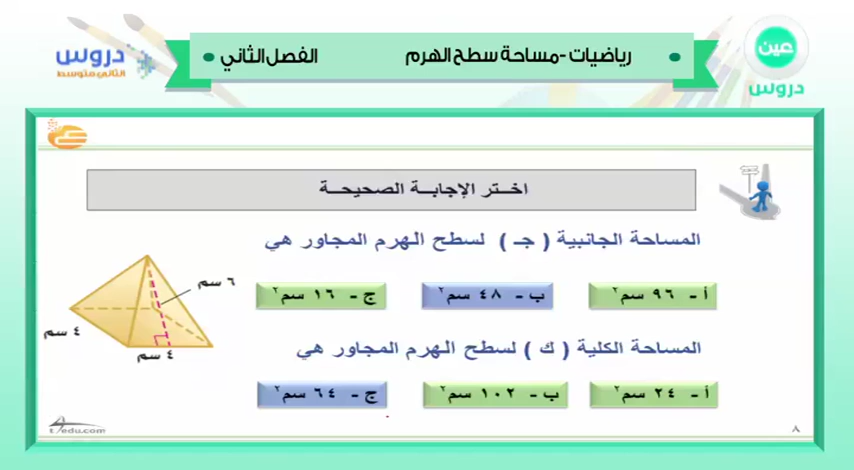 دروس
الثاني متوسط
رياضيات - مساحة سطح الهرم
الفصل الثاني
عين
دروس
اختر الإجابة الصحيحة
المساحة الجانبية ( جـ ) لسطح الهرم المجاور هي
أ - ٩٦ سم٢
ب - ٤٨ سم٢
ج - ١٦ سم٢
٦ سم
٤ سم
٤ سم
المساحة الكلية ( ك ) لسطح الهرم المجاور هي
أ - ٢٤ سم٢
ب - ١٠٢ سم٢
ج - ٦٤ سم٢
٨